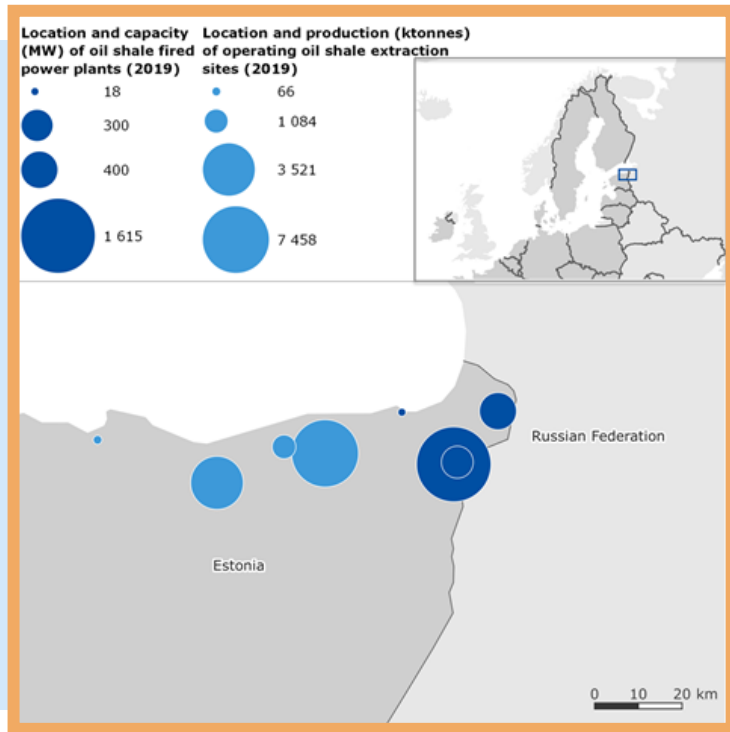 Location and capacity
(MW) of oil shale fired
power plants (2019)
18
300
400
1 615
Location and production (ktonnes)
of operating oil shale extraction
sites (2019)
66
1 084
3 521
7 458
Russian Federation
Estonia
0 10 20 km